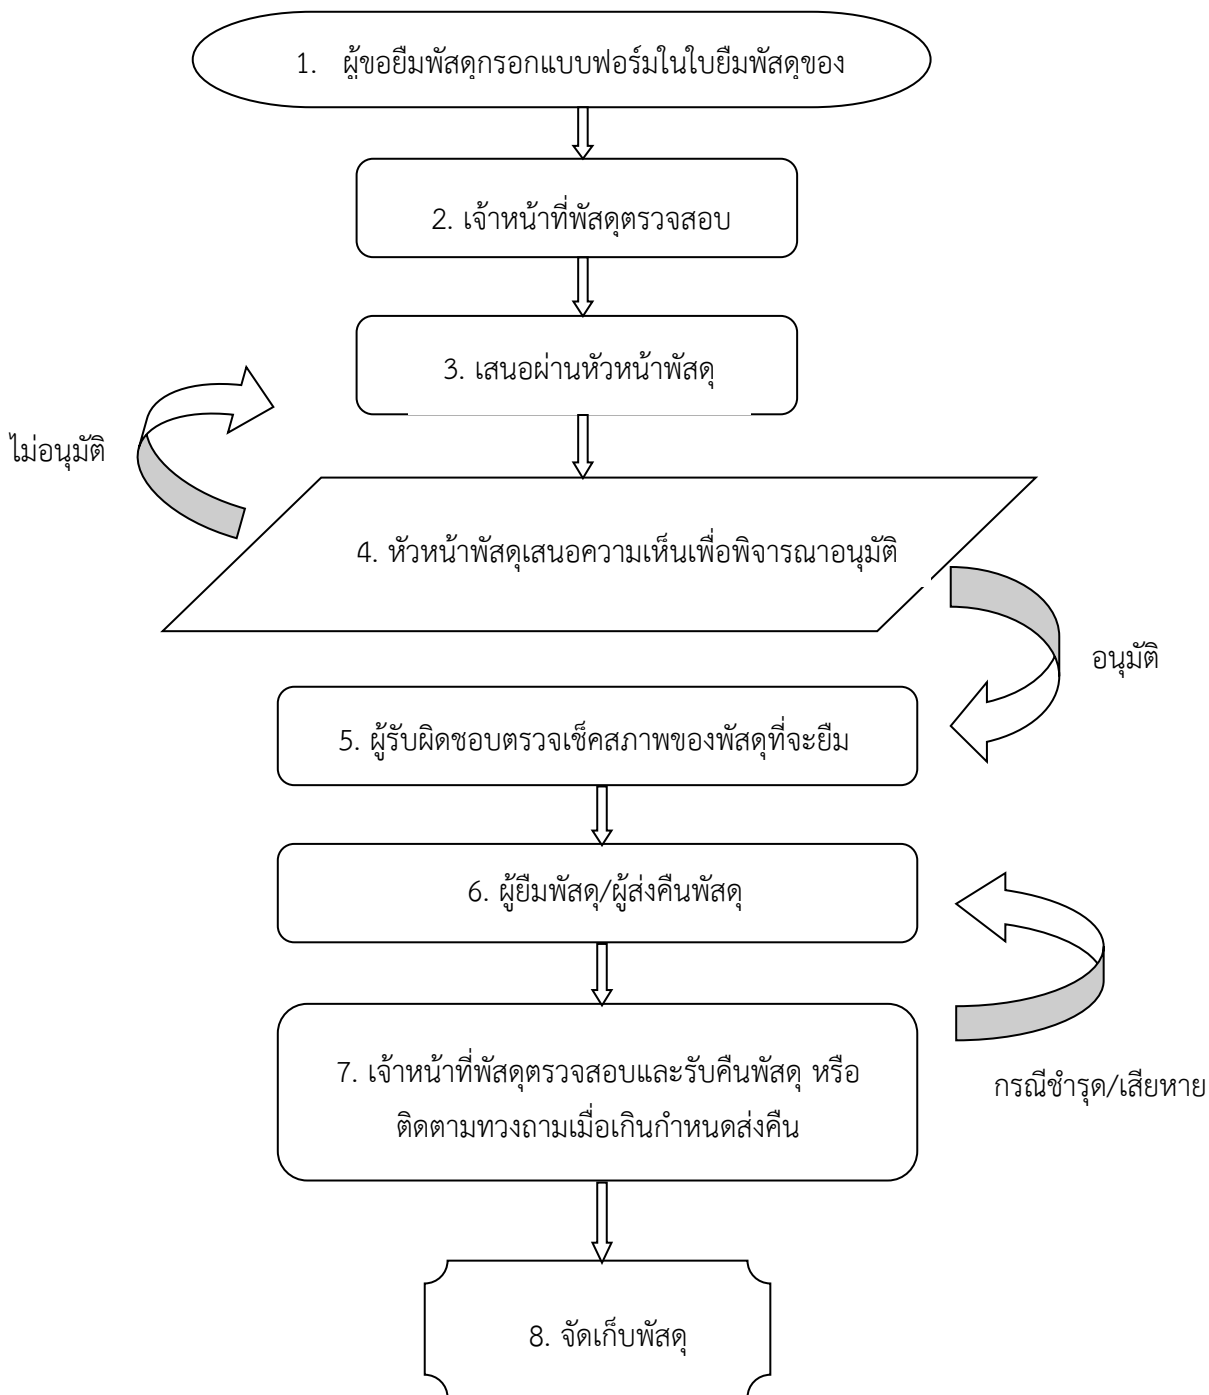 1. ผู้ขอยืมพัสดุกรอกแบบฟอร์มในใบยืมพัสดุของ
2. เจ้าหน้าที่พัสดุตรวจสอบ
3. เสนอผ่านหัวหน้าพัสดุ
ไม่อนุมัติ
4. หัวหน้าพัสดุเสนอความเห็นเพื่อพิจารณาอนุมัติ
อนุมัติ
5. ผู้รับผิดชอบตรวจเช็คสภาพของพัสดุที่จะยืม
6. ผู้ยืมพัสดุ/ผู้ส่งคืนพัสดุ
7. เจ้าหน้าที่พัสดุตรวจสอบและรับคืนพัสดุ หรือ
ติดตามทวงถามเมื่อเกินกำหนดส่งคืน
กรณีชำรุด/เสียหาย
8. จัดเก็บพัสดุ